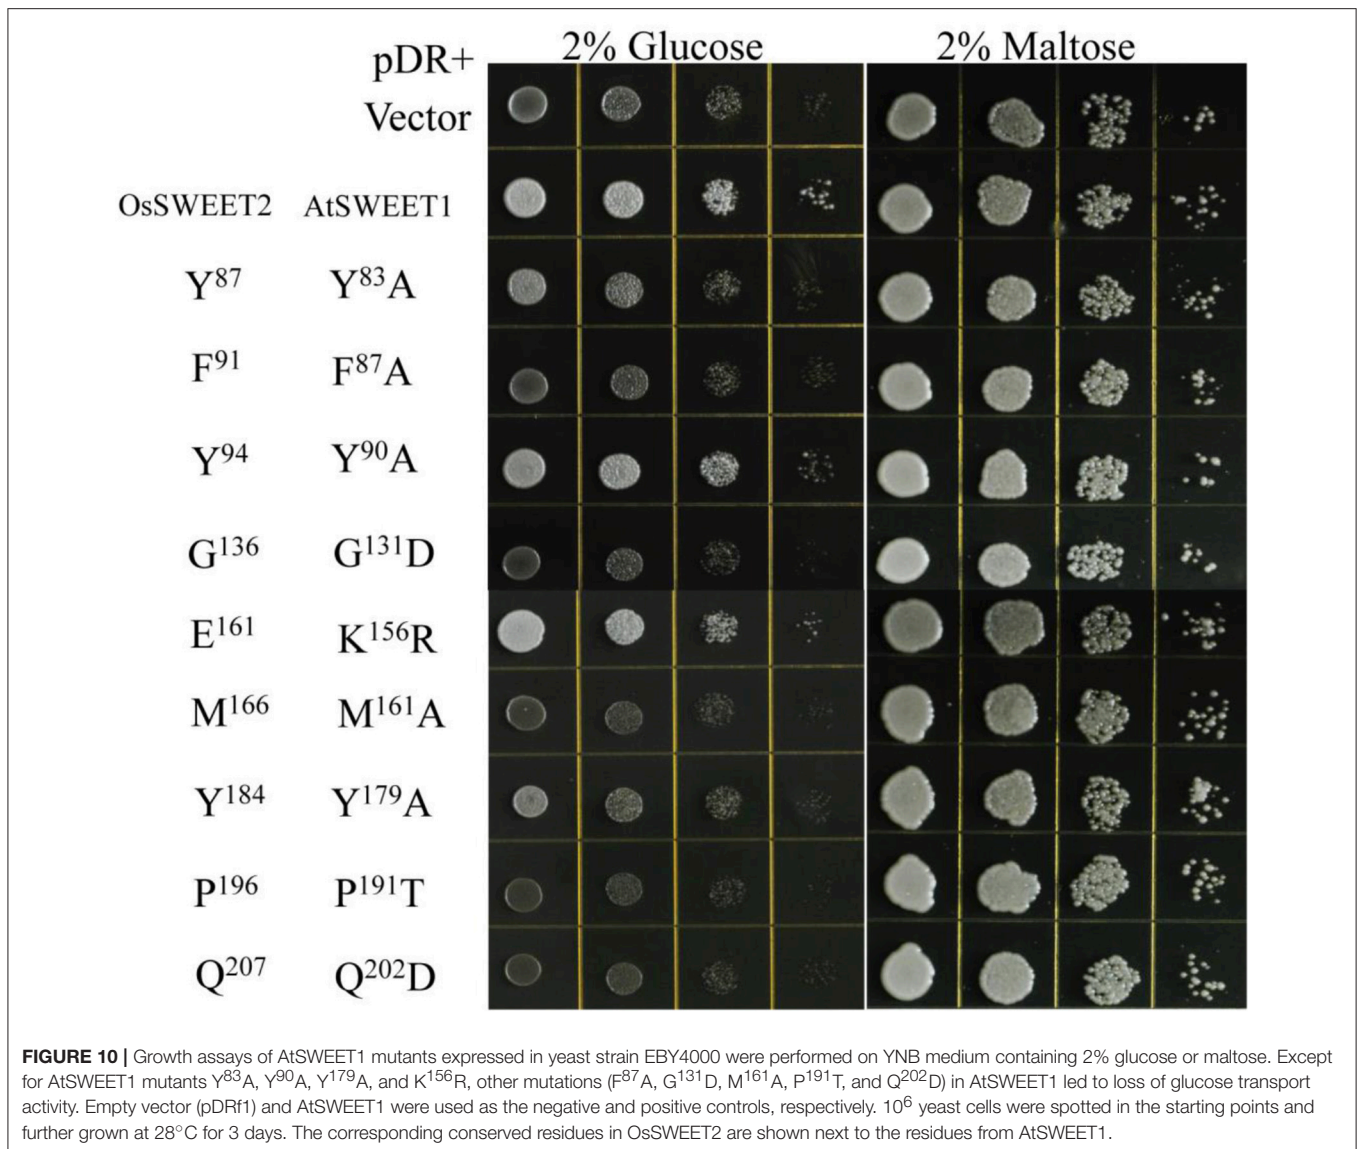 2% Glucose 2% Maltose
pDR+
Vector
OsSWEET2 AtSWEET1
Y87 Y83A
F91 F87A
Y94 Y90A
G136 G131D
E161 K156R
M166 M161A
Y184 Y179A
P196 P191T
Q207 Q202D
FIGURE 10 | Growth assays of AtSWEET1 mutants expressed in yeast strain EBY4000 were performed on YNB medium containing 2% glucose or maltose. Except
for AtSWEET1 mutants Y83A, Y90A, Y179A, and K156R, other mutations (F87A, G131D, M161A, P191T, and Q202D) in AtSWEET1 led to loss of glucose transport
activity. Empty vector (pDRf1) and AtSWEET1 were used as the negative and positive controls, respectively. 106 yeast cells were spotted in the starting points and
further grown at 28°C for 3 days. The corresponding conserved residues in OsSWEET2 are shown next to the residues from AtSWEET1.